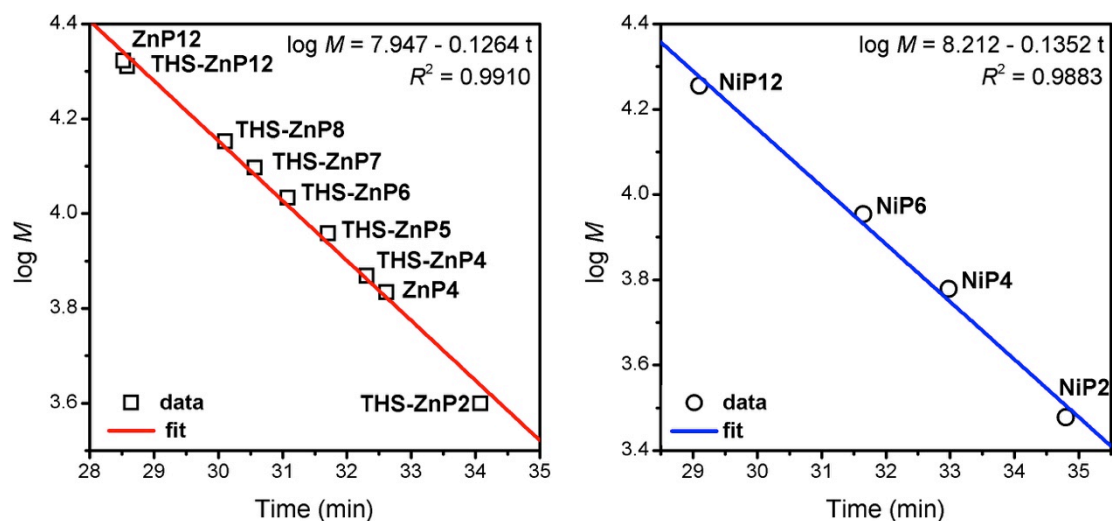 log M = 7.947 - 0.1264 t
R² = 0.9910
ZnP12
THS-ZnP12
THS-ZnP8
THS-ZnP7
THS-ZnP6
THS-ZnP5
THS-ZnP4
ZnP4
THS-ZnP2
data
fit
4.4
4.2
4.0
3.8
3.6
log M
28 29 30 31 32 33 34 35
Time (min)
log M = 8.212 - 0.1352 t
R² = 0.9883
NiP12
NiP6
NiP4
NiP2
data
fit
4.4
4.2
4.0
3.8
3.6
3.4
log M
29 30 31 32 33 34 35
Time (min)